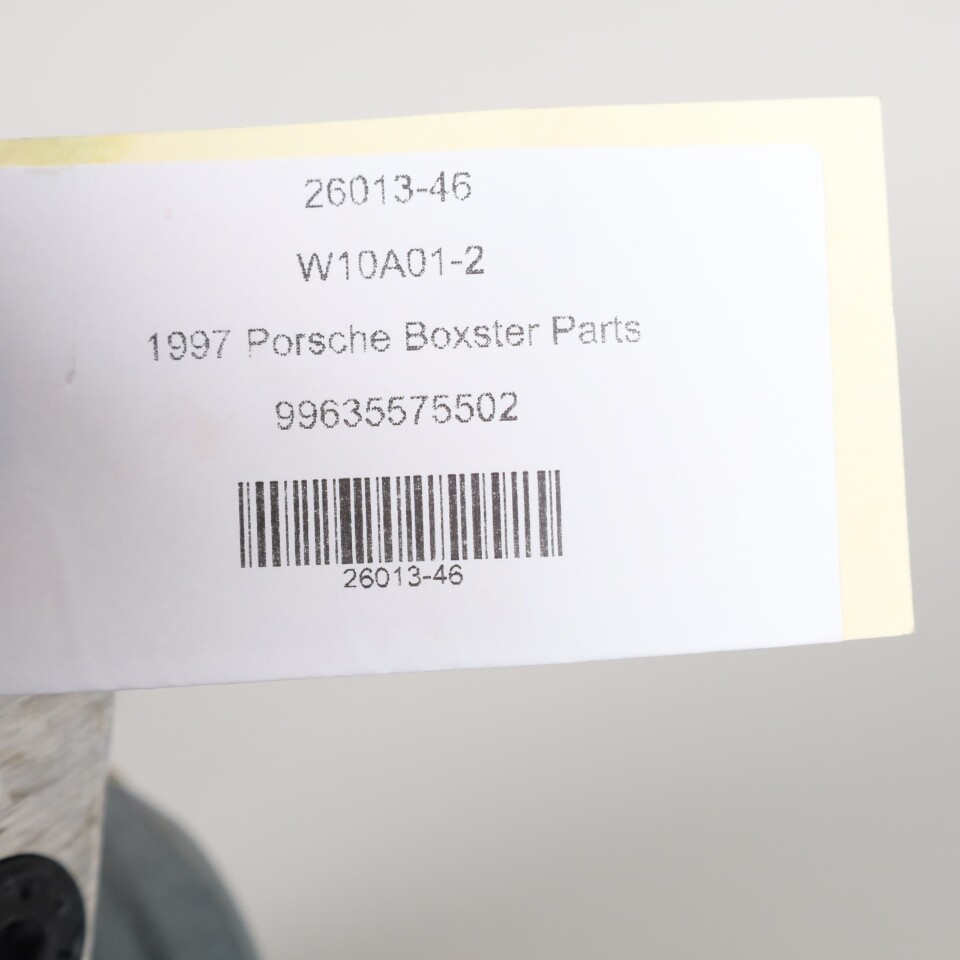 26013-46
W10A01-2
1997 Porsche Boxster Parts
99635575502
26013-46